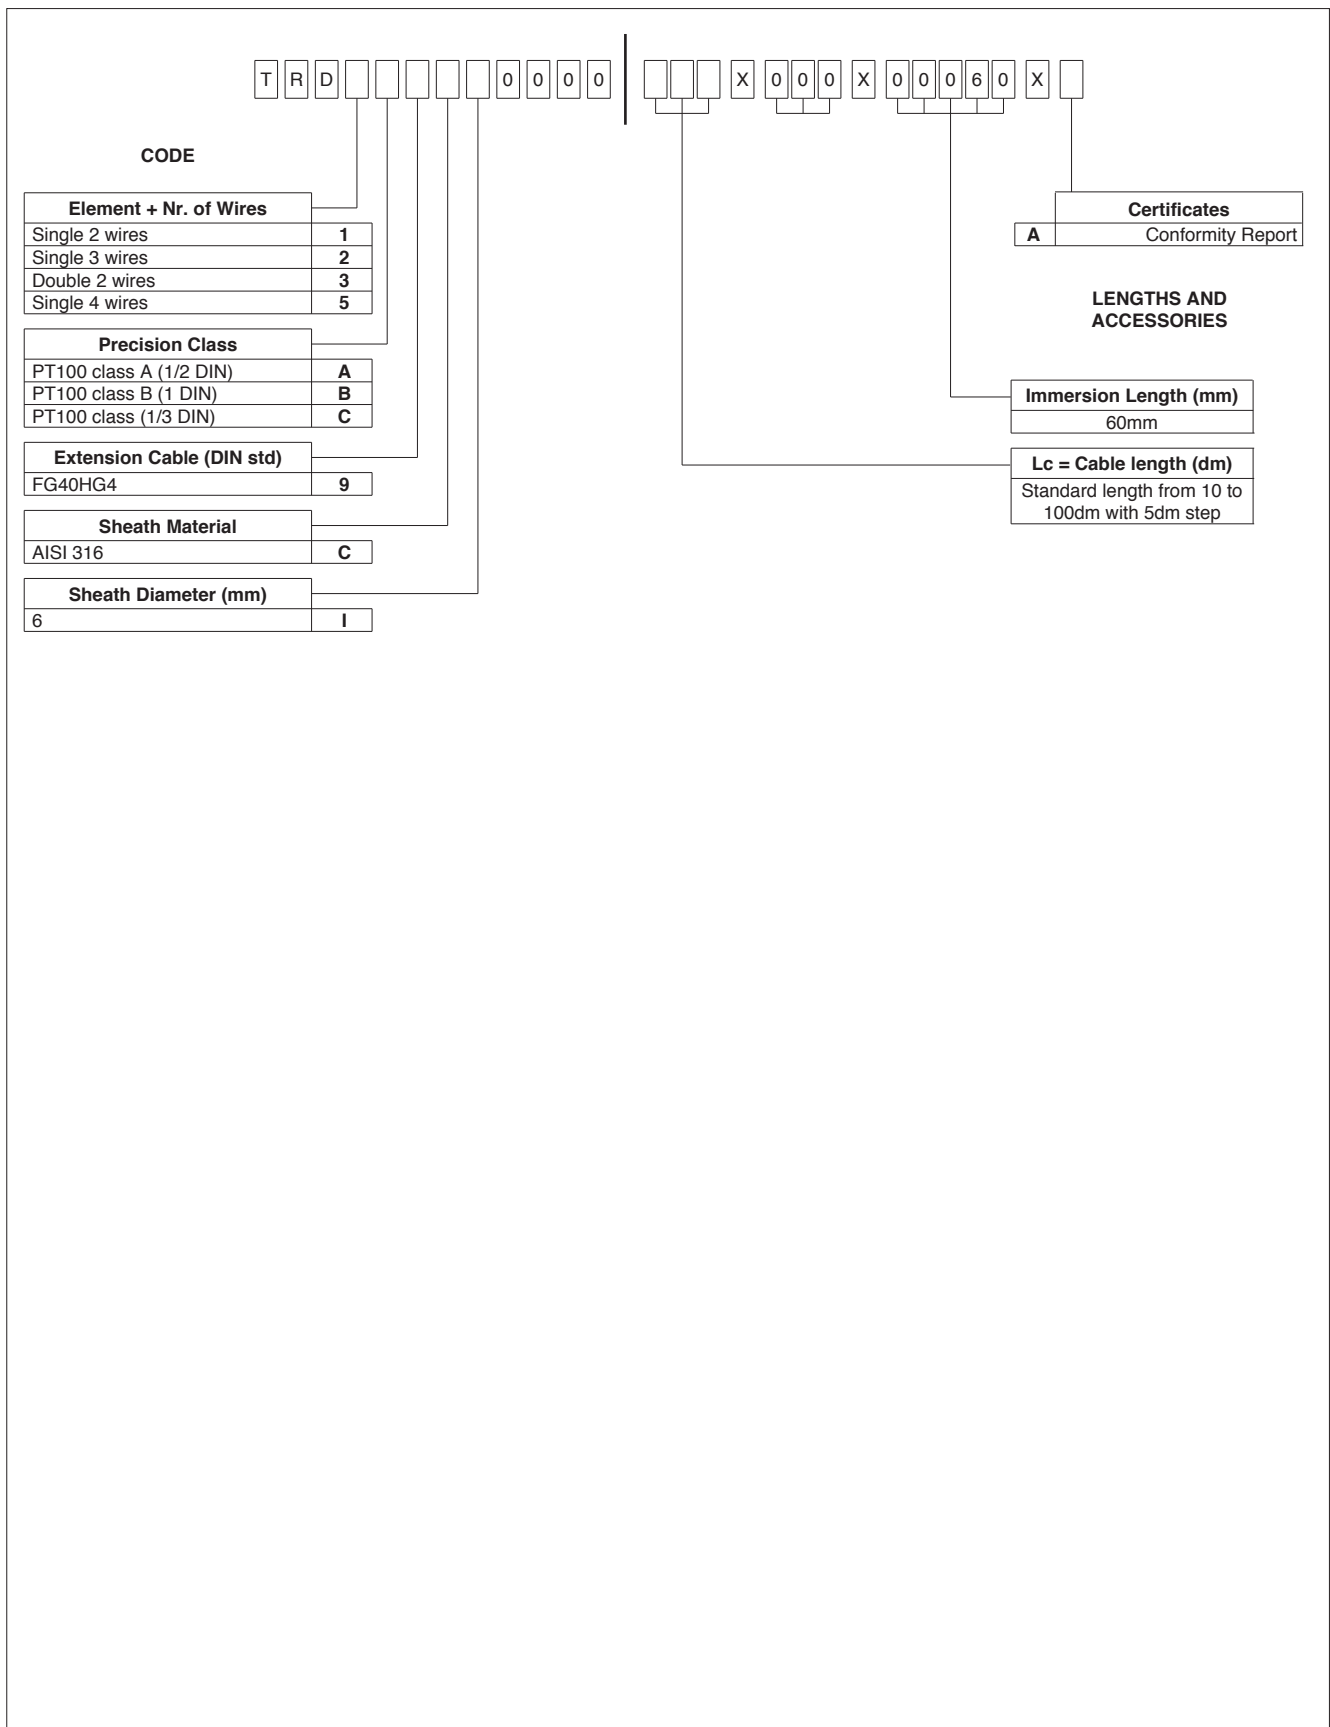 T R D 0 0 0 0 X 0 0 0 X 0 0 0 6 0 X
CODE
Element + Nr. of Wires
Single 2 wires 1
Single 3 wires 2
Double 2 wires 3
Single 4 wires 5
Precision Class
PT100 class A (1/2 DIN) A
PT100 class B (1 DIN) B
PT100 class (1/3 DIN) C
Extension Cable (DIN std)
FG40HG4 9
Sheath Material
AISI 316 C
Sheath Diameter (mm)
6 I
Certificates
A Conformity Report
LENGTHS AND
ACCESSORIES
Immersion Length (mm)
60mm
Lc = Cable length (dm)
Standard length from 10 to
100dm with 5dm step